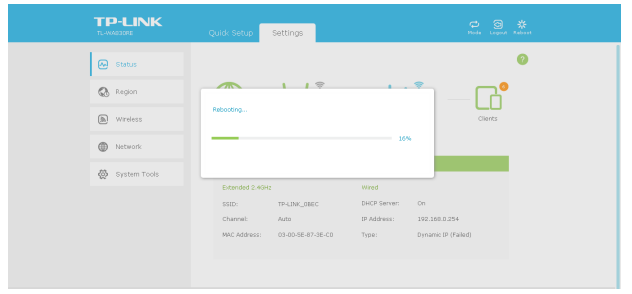 TP-LINK
TL-WA830RE
Quick Setup
Settings
Mode
Logout
Reboot
Status
Region
Wireless
Network
System Tools
?
Clients
Rebooting...
16%
Extended 2.4GHz
Wired
SSID: TP-LINK_0BEC DHCP Server: On
Channel: Auto IP Address: 192.168.0.254
MAC Address: 03-00-5E-87-3E-C0 Type: Dynamic IP (Failed)